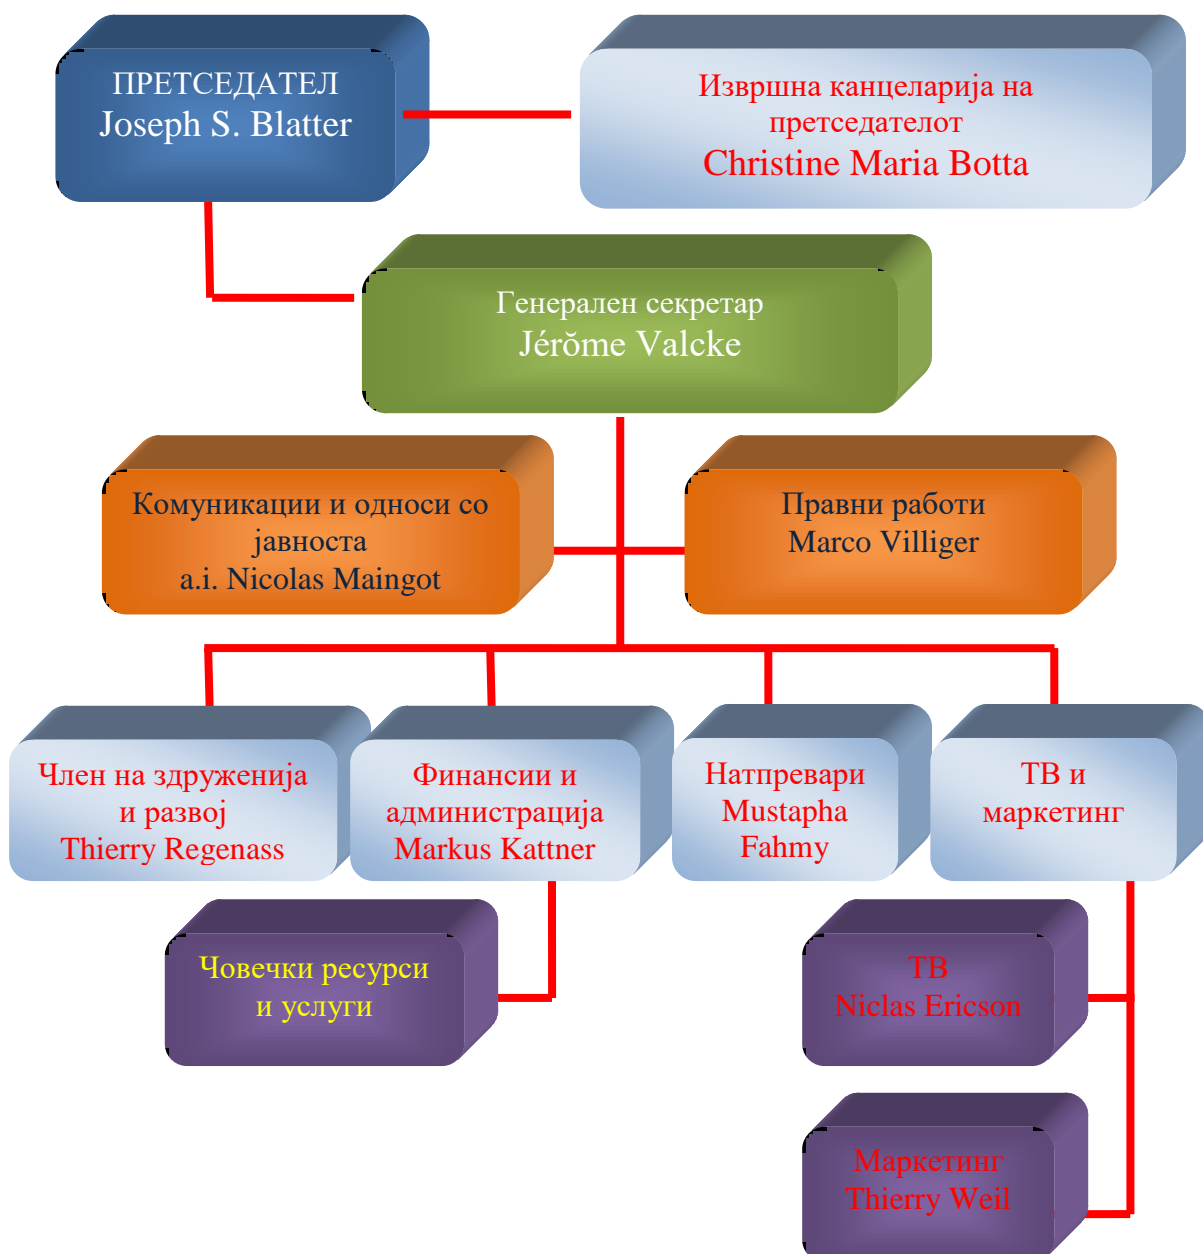 ПРЕТСЕДАТЕЛ
Joseph S. Blatter
Извршна канцеларија на
претседателот
Christine Maria Botta
Генерален секретар
Jérŏme Valcke
Комуникации и односи со
јавноста
a.i. Nicolas Maingot
Правни работи
Marco Villiger
Член на здруженија
и развој
Thierry Regenass
Финансии и
администрација
Markus Kattner
Натпревари
Mustapha
Fahmy
ТВ и
маркетинг
Човечки ресурси
и услуги
ТВ
Niclas Ericson
Маркетинг
Thierry Weil